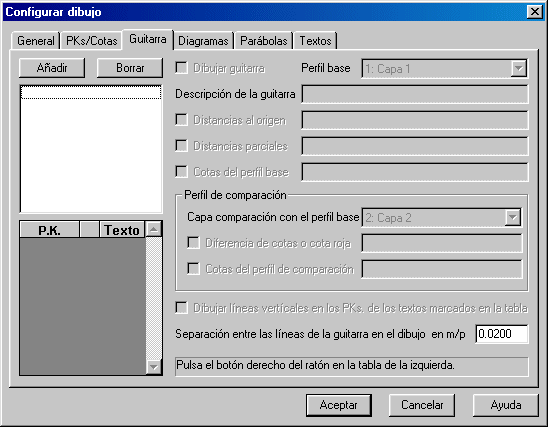 Configurar dibujo
General PKs/Cotas Guitarra Diagramas Parábolas Textos
Añadir Borrar
Dibujar guitarra Perfil base 1: Capa 1
Descripción de la guitarra
Distancias al origen
Distancias parciales
Cotas del perfil base
Perfil de comparación
Capa comparación con el perfil base 2: Capa 2
P.K. Texto
Diferencia de cotas o cota roja
Cotas del perfil de comparación
Dibujar líneas verticales en los PKs. de los textos marcados en la tabla
Separación entre las líneas de la guitarra en el dibujo en m/p 0.0200
Pulsa el botón derecho del ratón en la tabla de la izquierda.
Aceptar Cancelar Ayuda